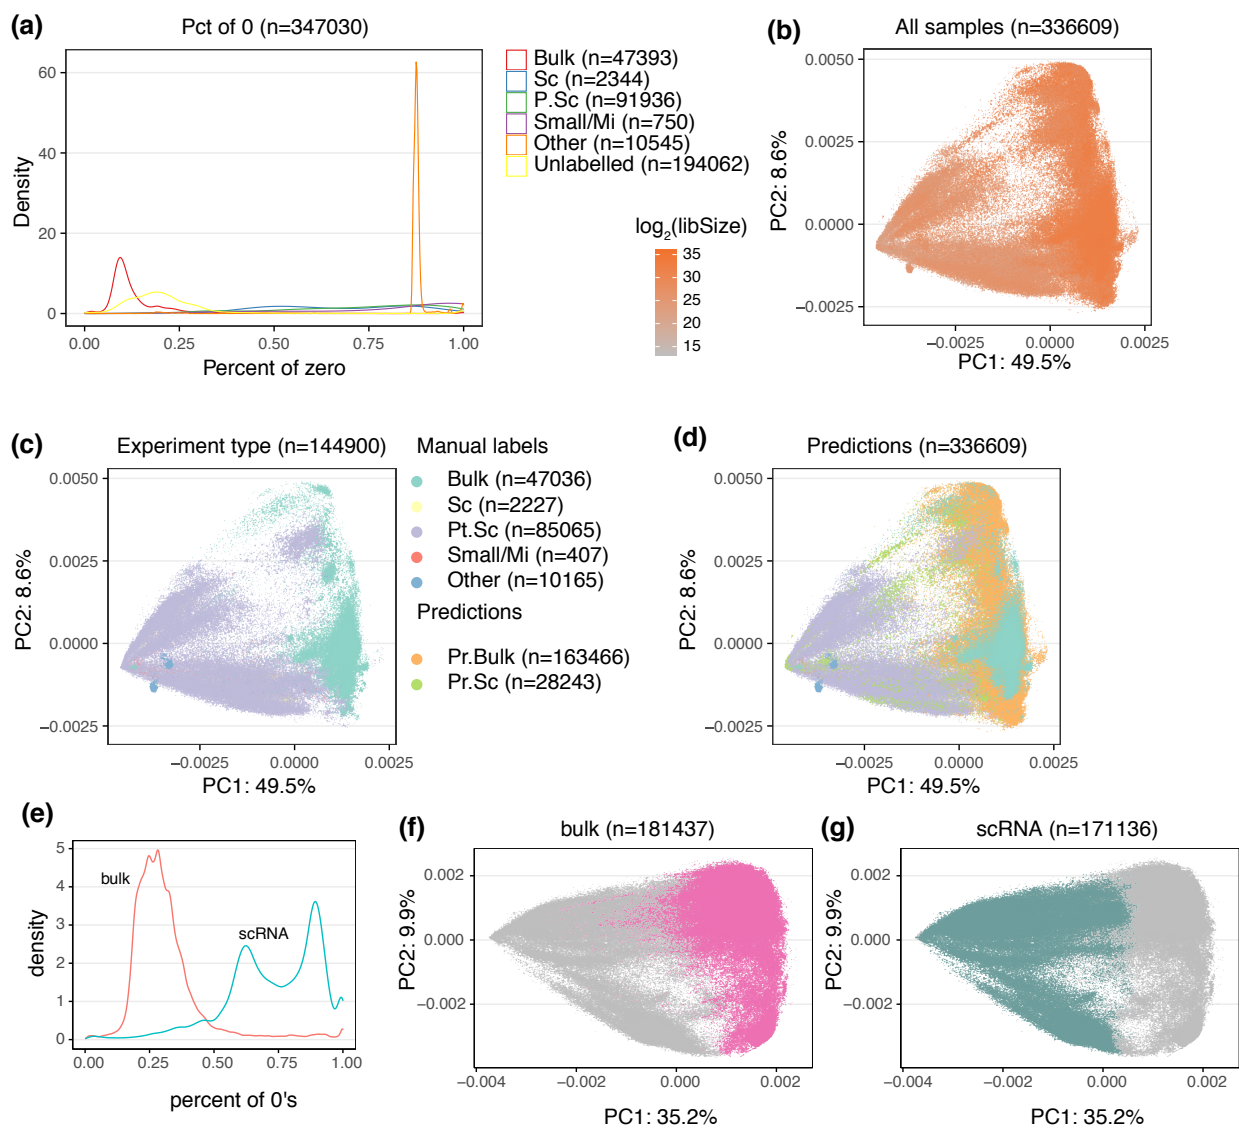 (a)
Pct of 0 (n=347030)
60
40
20
0
Density
0.00 0.25 0.50 0.75 1.00
Percent of zero
Bulk (n=47393)
Sc (n=2344)
P.Sc (n=91936)
Small/Mi (n=750)
Other (n=10545)
Unlabelled (n=194062)
log2(libSize)
35
30
25
20
15
(b)
All samples (n=336609)
0.0050
0.0025
0.0000
−0.0025
PC2: 8.6%
−0.0025 0.0000 0.0025
PC1: 49.5%
(c)
Experiment type (n=144900)
0.0050
0.0025
0.0000
−0.0025
PC2: 8.6%
−0.0025 0.0000 0.0025
PC1: 49.5%
Manual labels
Bulk (n=47036)
Sc (n=2227)
Pt.Sc (n=85065)
Small/Mi (n=407)
Other (n=10165)
Predictions
Pr.Bulk (n=163466)
Pr.Sc (n=28243)
(d)
Predictions (n=336609)
0.0050
0.0025
0.0000
−0.0025
PC2: 8.6%
−0.0025 0.0000 0.0025
PC1: 49.5%
(e)
5
4
3
2
1
0
density
bulk
scRNA
0.00 0.25 0.50 0.75 1.00
percent of 0's
(f)
bulk (n=181437)
0.002
0.000
−0.002
PC2: 9.9%
−0.004 −0.002 0.000 0.002
PC1: 35.2%
(g)
scRNA (n=171136)
0.002
0.000
−0.002
PC2: 9.9%
−0.004 −0.002 0.000 0.002
PC1: 35.2%